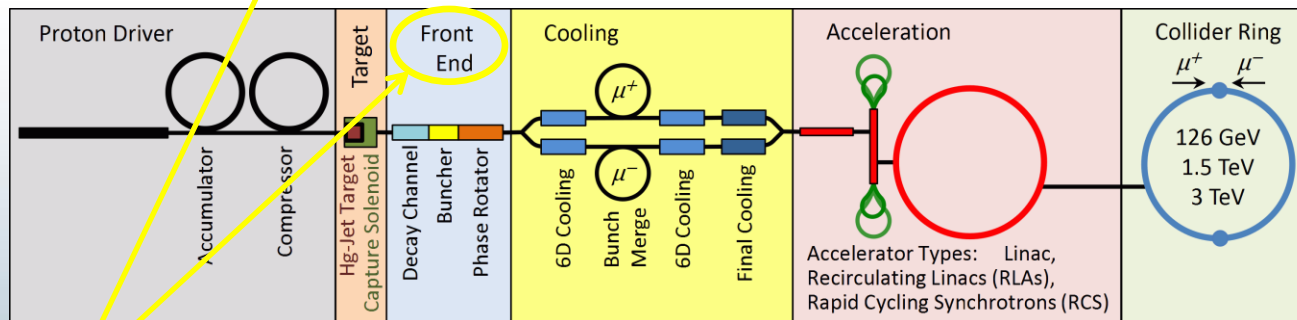 Proton Driver
Accumulator
Compressor
Target
Hg-Jet Target
Capture Solenoid
Front
End
Decay Channel
Buncher
Phase Rotator
Cooling
μ+
μ−
6D Cooling
Bunch
Merge
6D Cooling
Final Cooling
Acceleration
Accelerator Types: Linac,
Recirculating Linacs (RLAs),
Rapid Cycling Synchrotrons (RCS)
Collider Ring
μ+ μ−
126 GeV
1.5 TeV
3 TeV